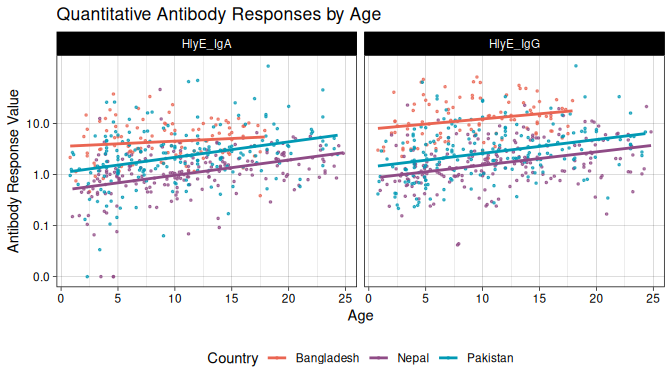 Quantitative Antibody Responses by Age
HlyE_IgA HlyE_IgG
Antibody Response Value
10.0
1.0
0.1
0.0
0 5 10 15 20 25 0 5 10 15 20 25
Age
Country Bangladesh Nepal Pakistan